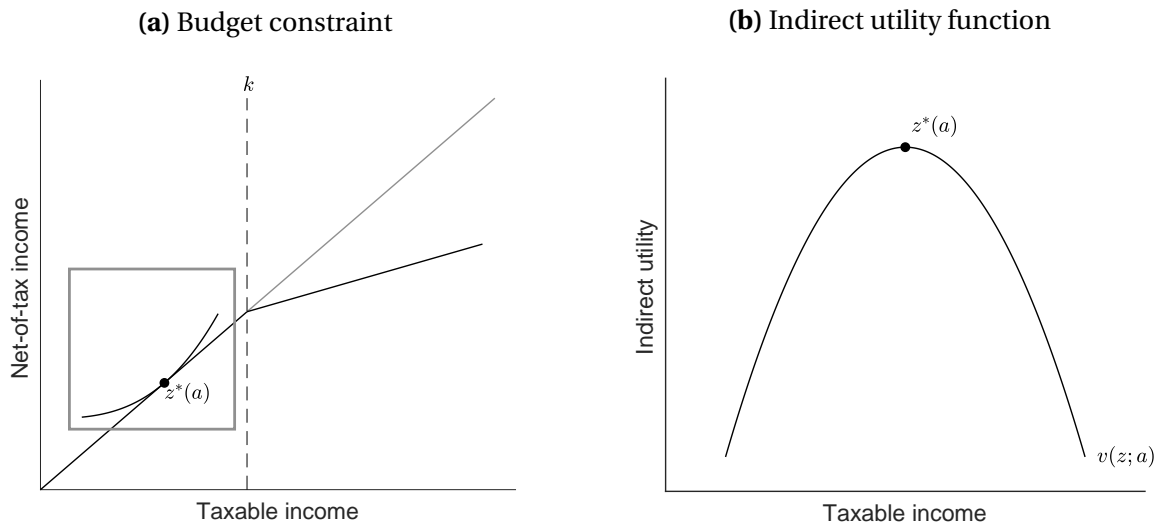 (a) Budget constraint
k
Net-of-tax income
z*(a)
Taxable income
(b) Indirect utility function
z*(a)
Indirect utility
v(z; a)
Taxable income